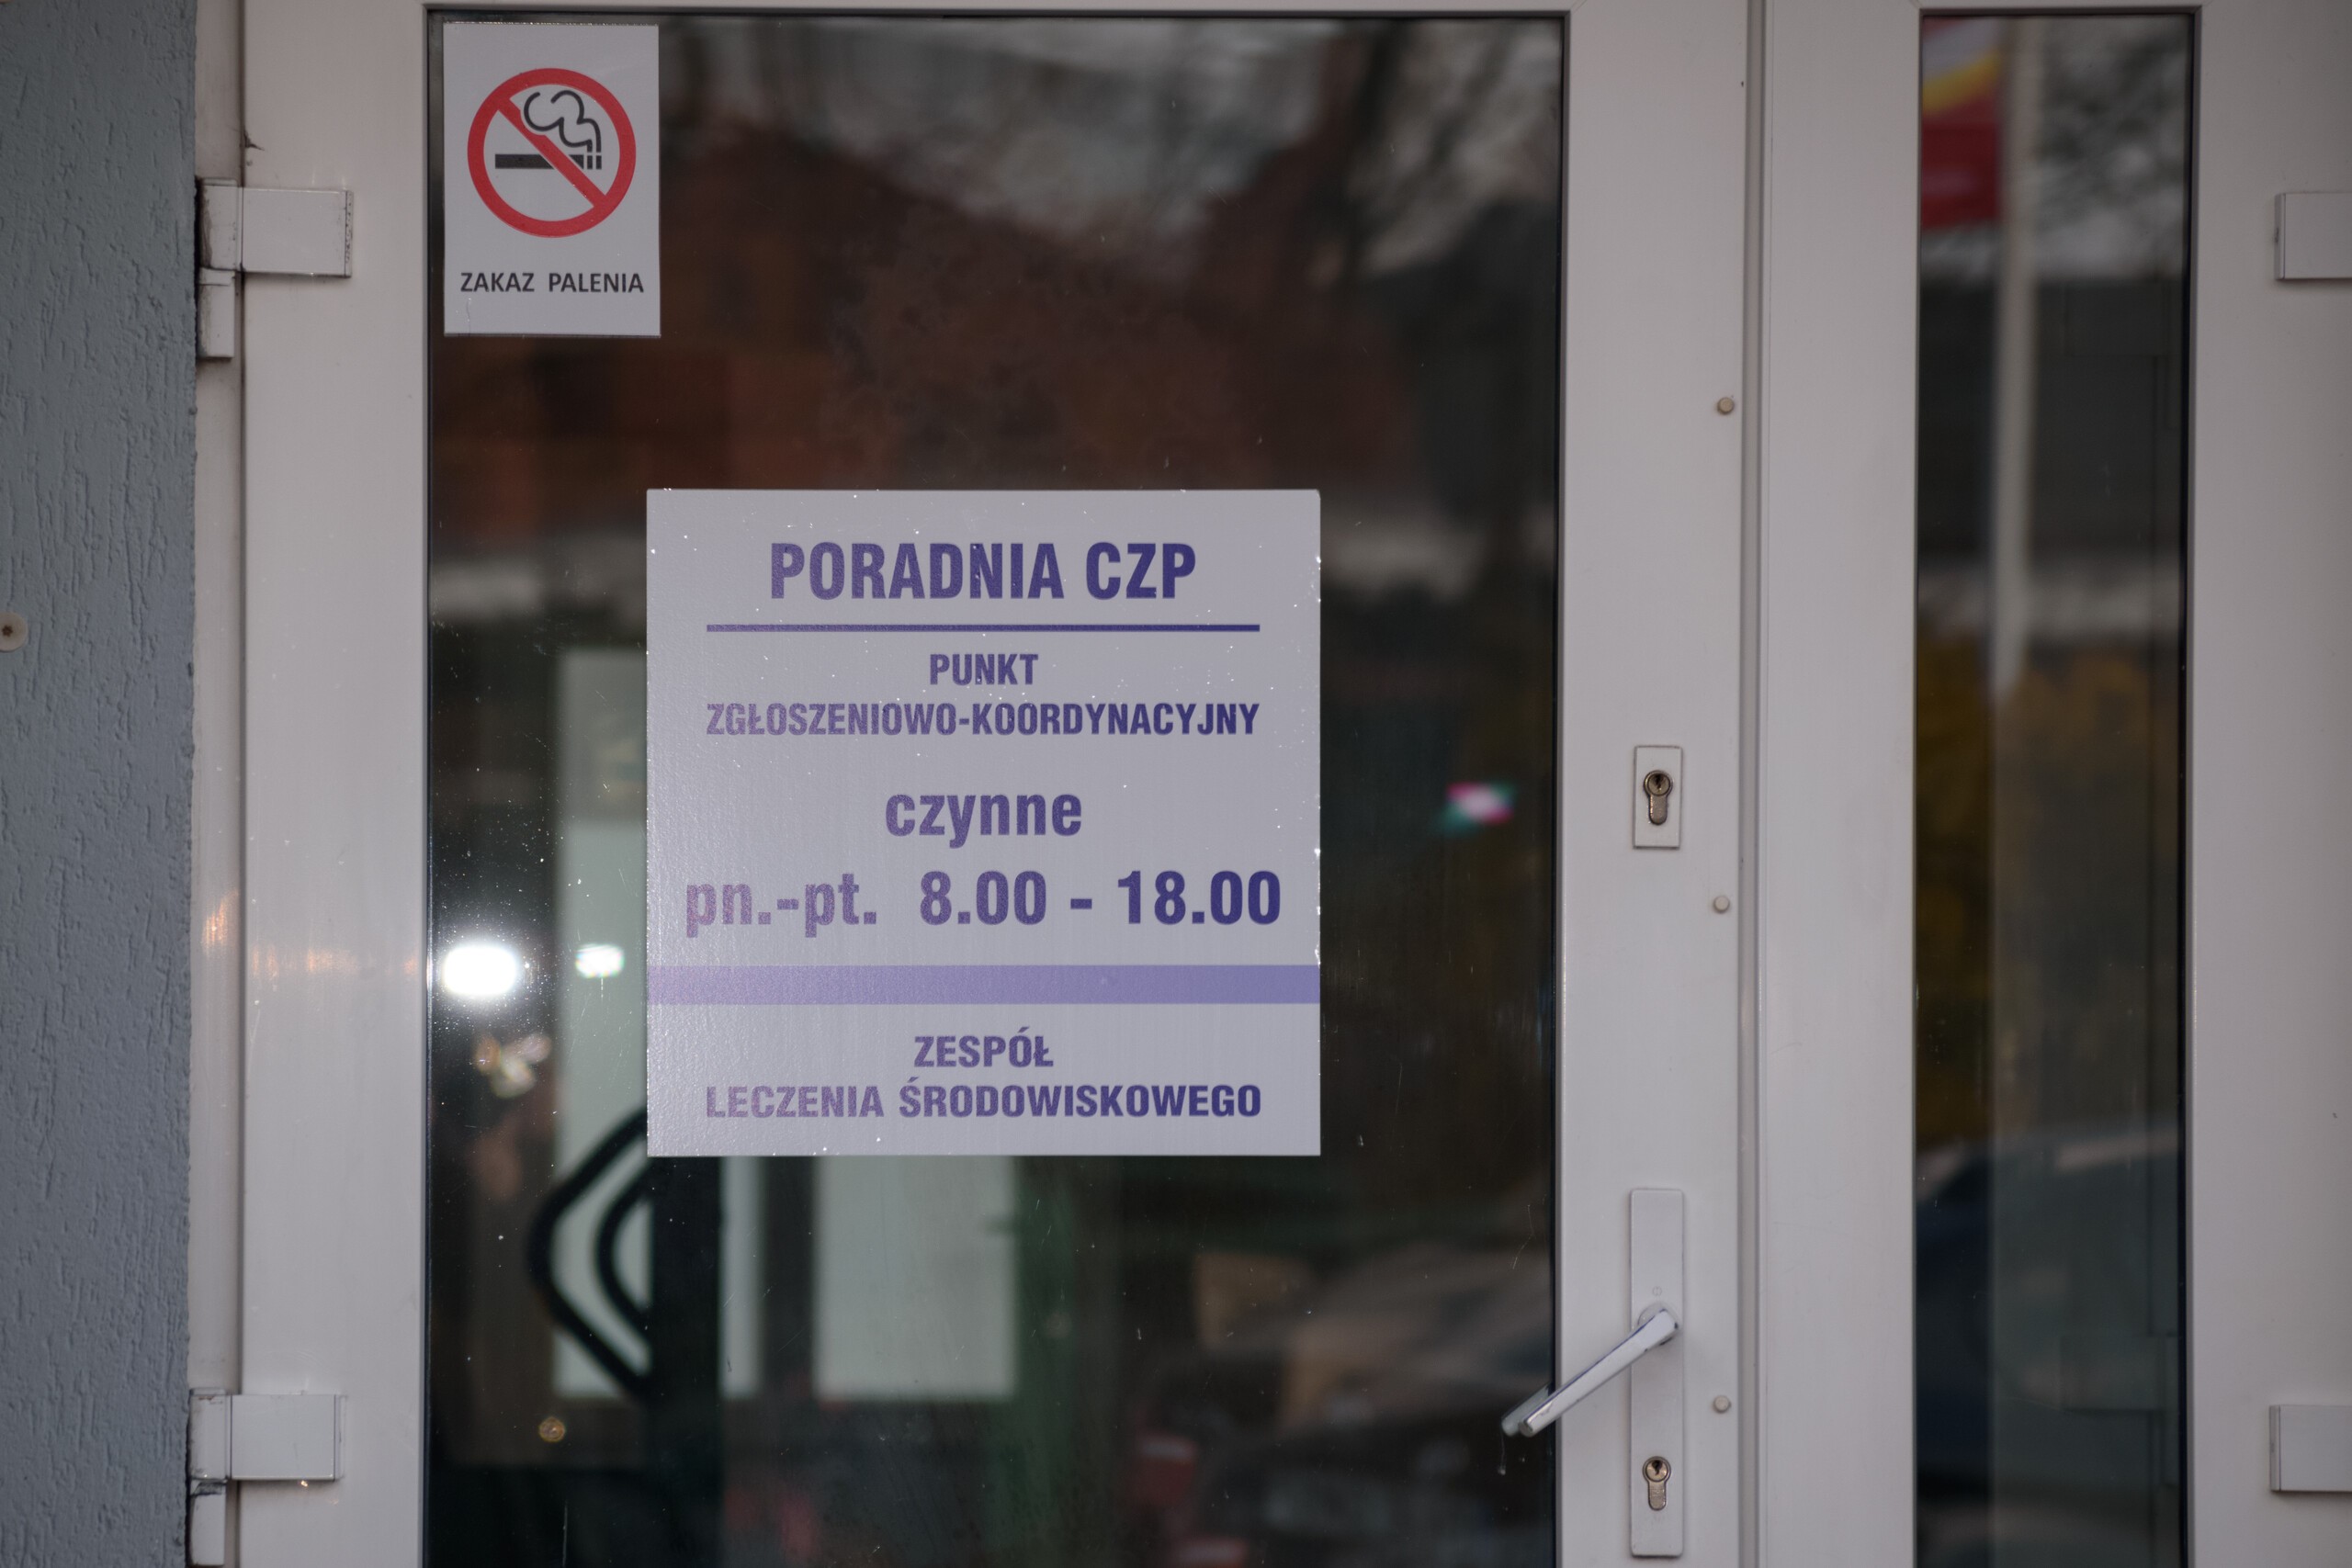 ZAKAZ PALENIA
PORADNIA CZP
PUNKT
ZGŁOSZENIOWO-KOORDYNACYJNY
czynne
pn.-pt. 8.00 - 18.00
ZESPÓŁ
LECZENIA ŚRODOWISKOWEGO